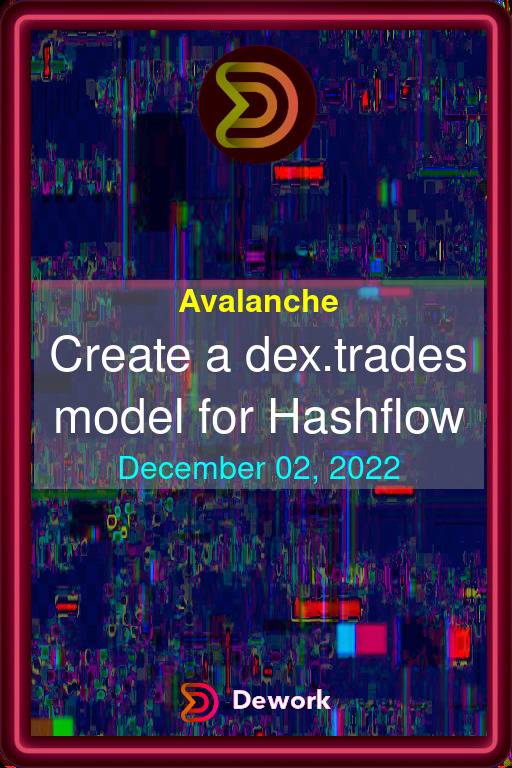 Avalanche
Create a dex.trades
model for Hashflow
December 02, 2022
Dework